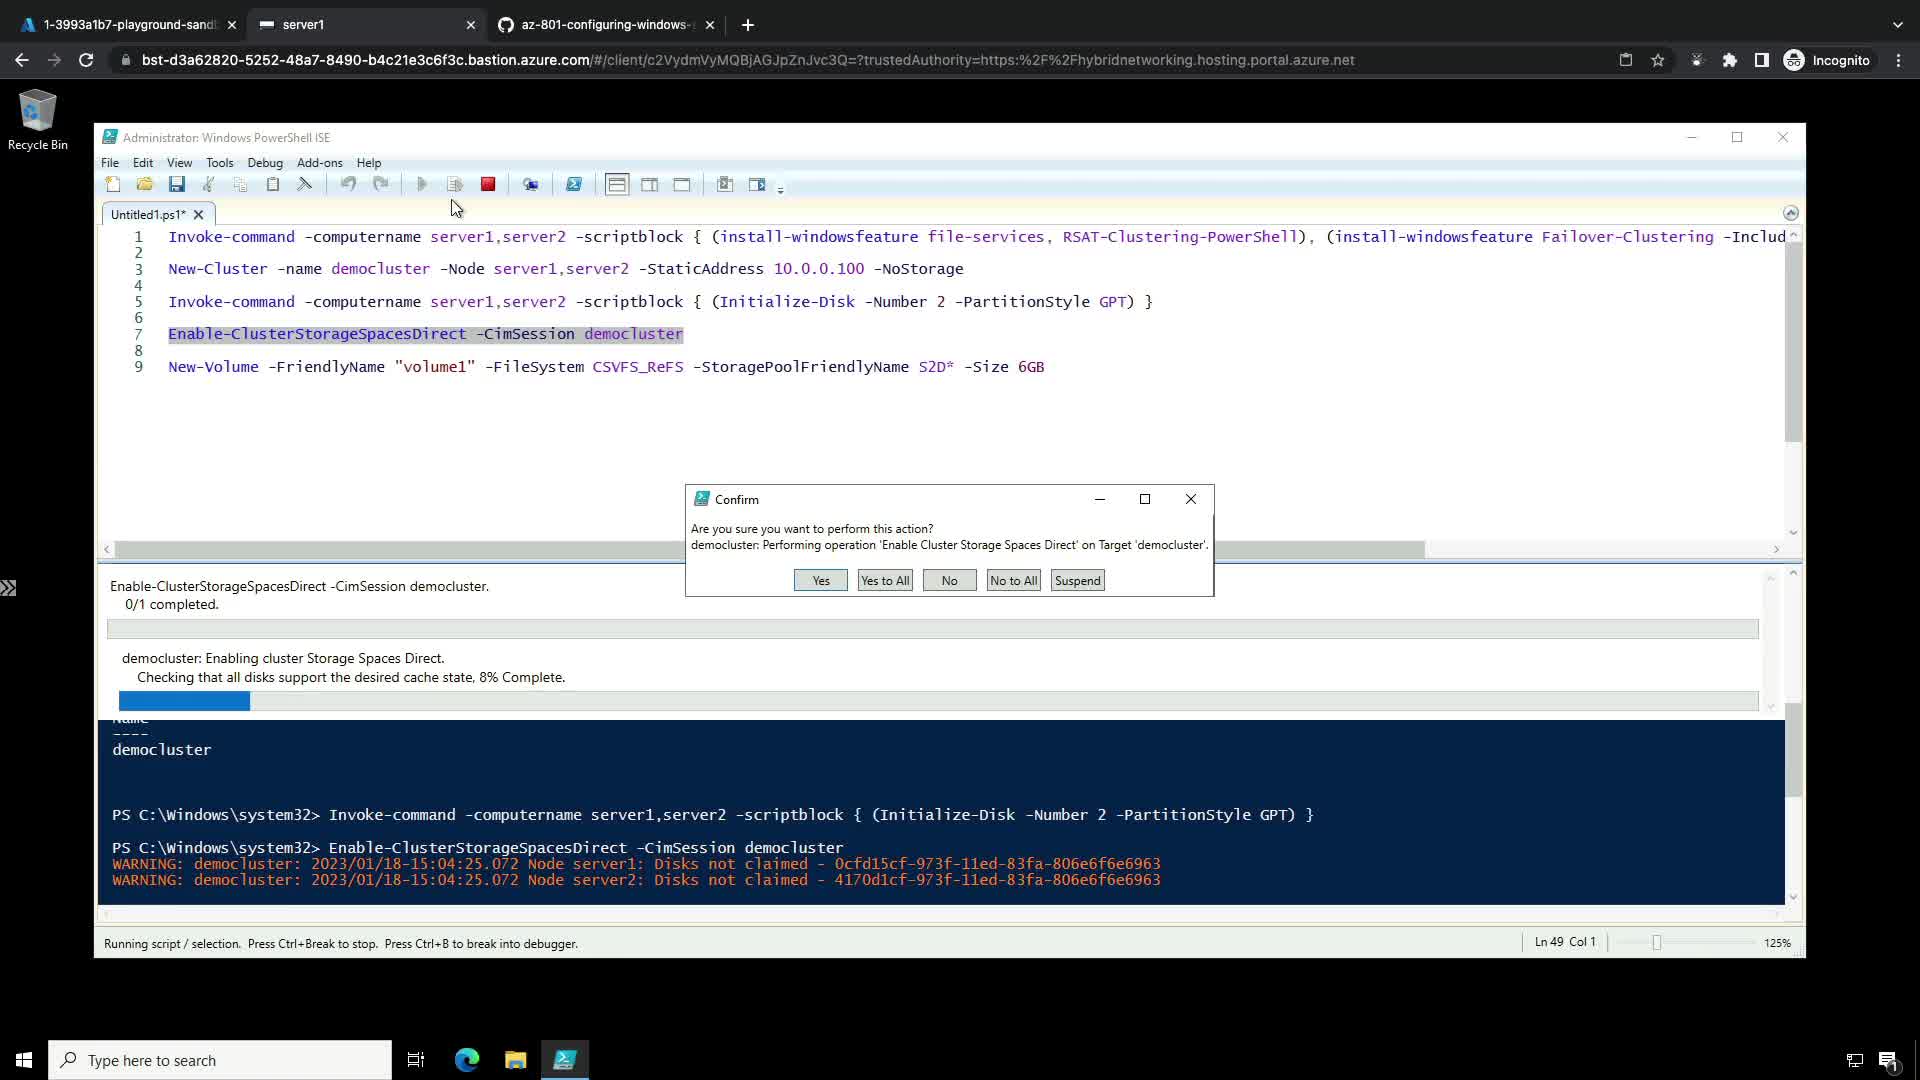 1-3993a1b7-playground-sand
server1
az-801-configuring-windows-
bst-d3a62820-5252-48a7-8490-b4c21e3c6f3c.bastion.azure.com/#/client/c2VydmVyMQBjAGJpZnJvc3Q=?trustedAuthority=https:%2F%2Fhybridnetworking.hosting.portal.azure.net
Incognito
Recycle Bin
Administrator: Windows PowerShell ISE
File Edit View Tools Debug Add-ons Help
Untitled1.ps1*
1 Invoke-command -computername server1,server2 -scriptblock { (install-windowsfeature file-services, RSAT-Clustering-PowerShell), (install-windowsfeature Failover-Clustering -Includ
2
3 New-Cluster -name democluster -Node server1,server2 -StaticAddress 10.0.0.100 -NoStorage
4
5 Invoke-command -computername server1,server2 -scriptblock { (Initialize-Disk -Number 2 -PartitionStyle GPT) }
6
7 Enable-ClusterStorageSpacesDirect -CimSession democluster
8
9 New-Volume -FriendlyName "volume1" -FileSystem CSVFS_ReFS -StoragePoolFriendlyName S2D* -Size 6GB
Confirm
Are you sure you want to perform this action?
democluster: Performing operation 'Enable Cluster Storage Spaces Direct' on Target 'democluster'.
Yes Yes to All No No to All Suspend
Enable-ClusterStorageSpacesDirect -CimSession democluster.
0/1 completed.
democluster: Enabling cluster Storage Spaces Direct.
Checking that all disks support the desired cache state, 8% Complete.
Name
----
democluster
PS C:\Windows\system32> Invoke-command -computername server1,server2 -scriptblock { (Initialize-Disk -Number 2 -PartitionStyle GPT) }
PS C:\Windows\system32> Enable-ClusterStorageSpacesDirect -CimSession democluster
WARNING: democluster: 2023/01/18-15:04:25.072 Node server1: Disks not claimed - 0cfd15cf-973f-11ed-83fa-806e6f6e6963
WARNING: democluster: 2023/01/18-15:04:25.072 Node server2: Disks not claimed - 4170d1cf-973f-11ed-83fa-806e6f6e6963
Running script / selection. Press Ctrl+Break to stop. Press Ctrl+B to break into debugger.
Ln 49 Col 1
125%
Type here to search
1